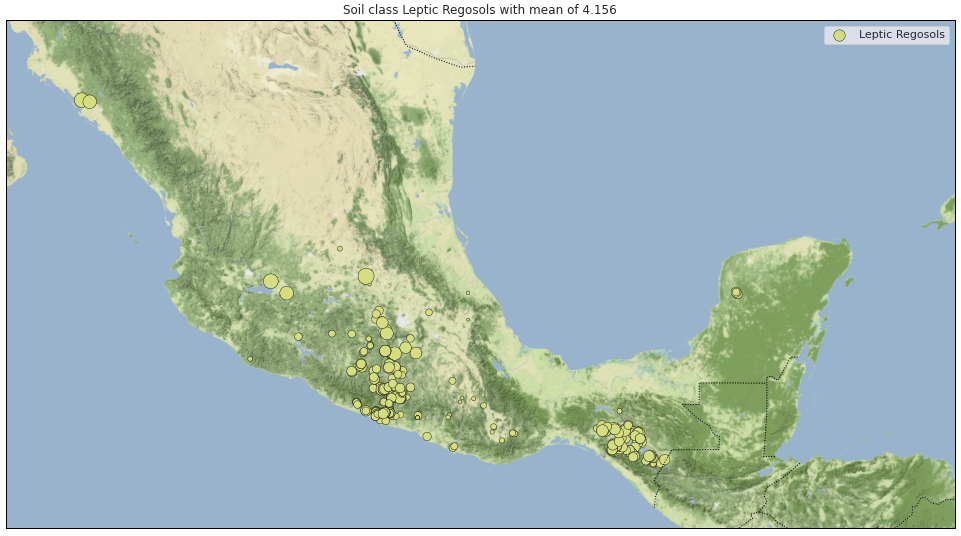 Soil class Leptic Regosols with mean of 4.156
Leptic Regosols